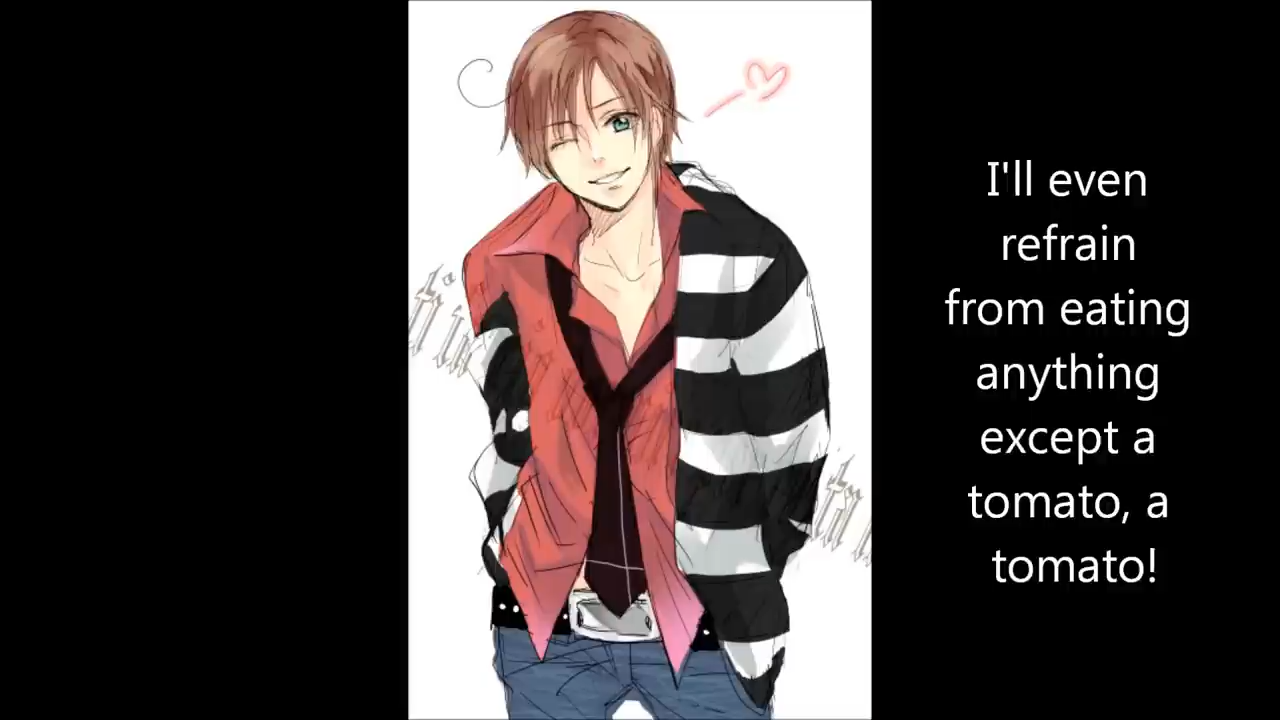 I'll even
refrain
from eating
anything
except a
tomato, a
tomato!